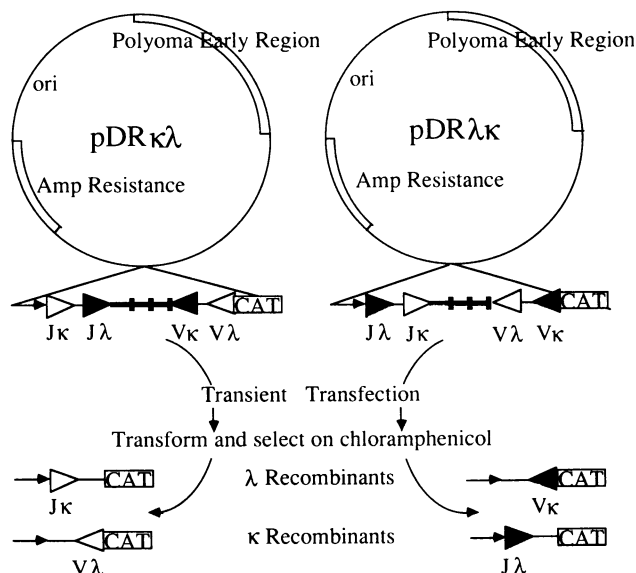 Polyoma Early Region
Polyoma Early Region
ori
ori
pDRκλ
pDRλκ
Amp Resistance
Amp Resistance
CAT
CAT
Jκ Jλ Vκ Vλ
Jλ Jκ Vλ Vκ
Transient Transfection
Transform and select on chloramphenicol
CAT
λ Recombinants
CAT
Jκ
Vκ
CAT
κ Recombinants
CAT
Vλ
Jλ